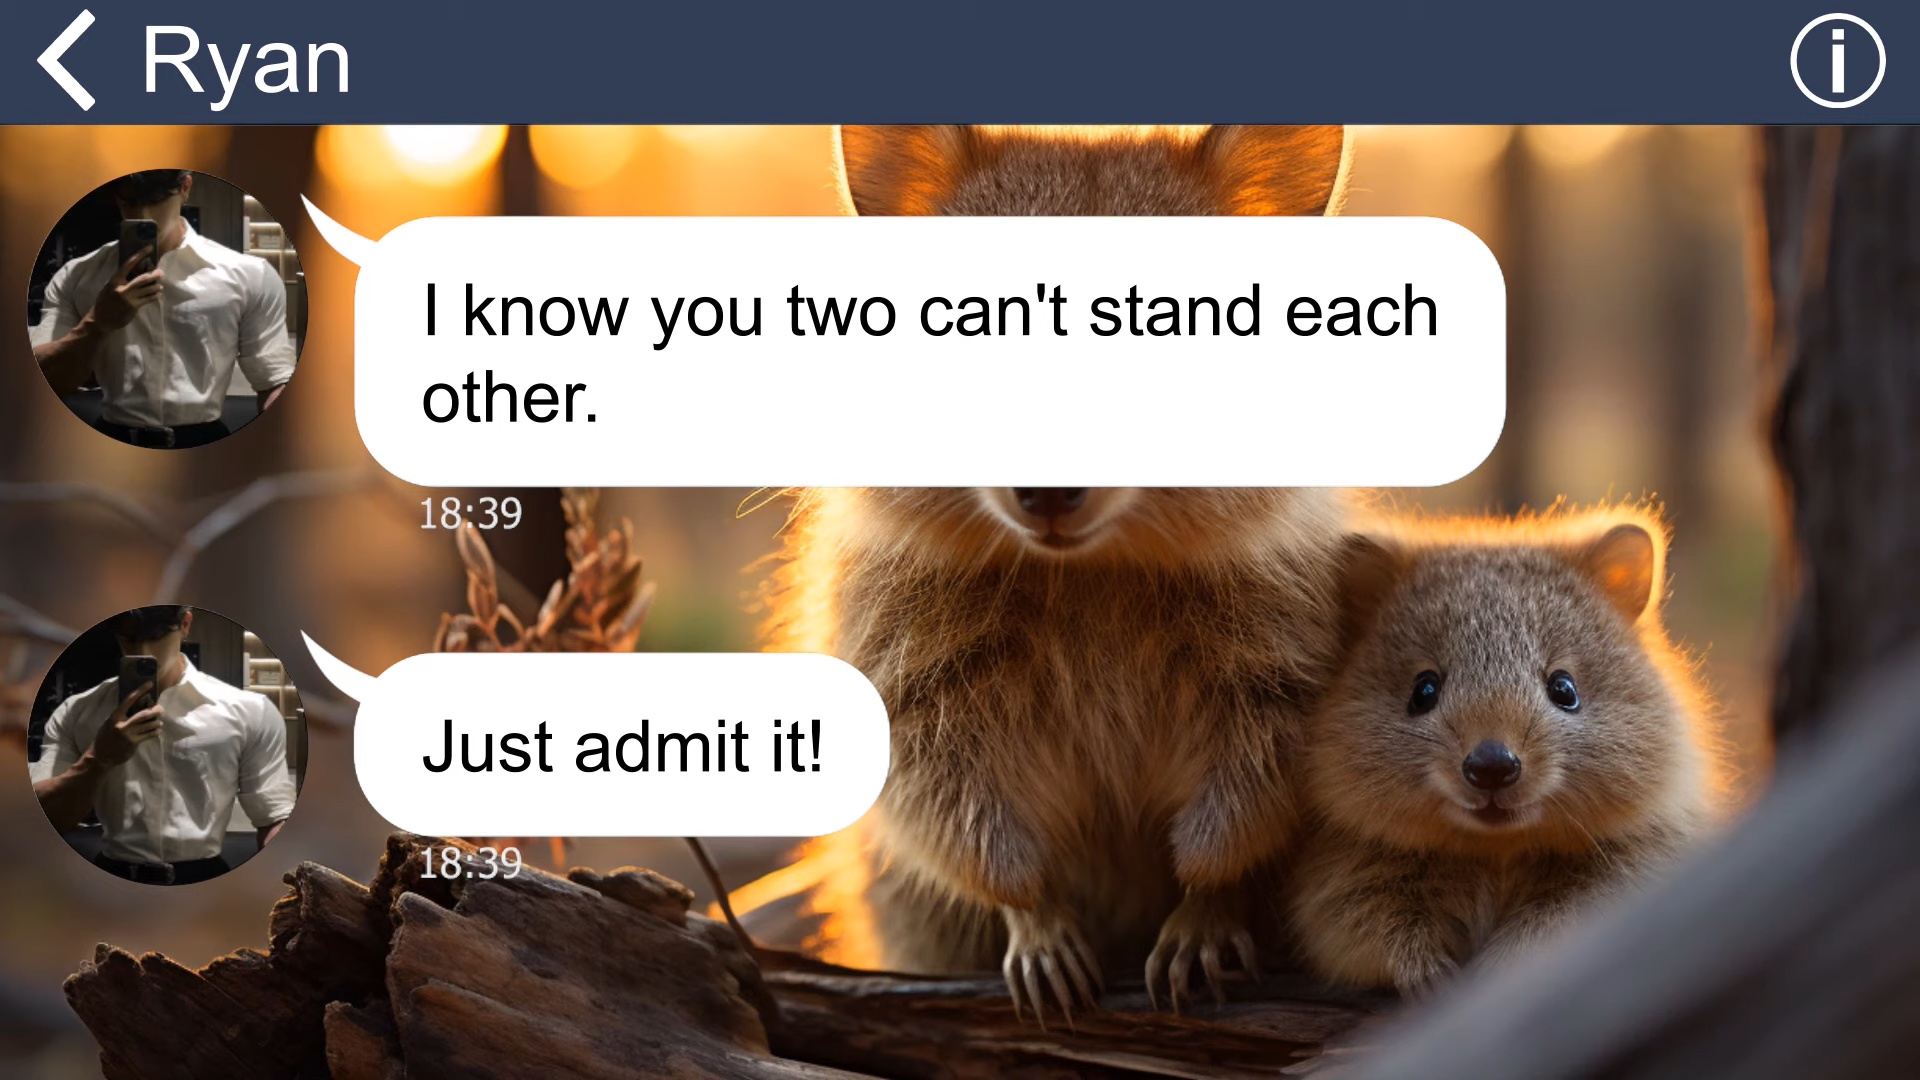 Ryan
I know you two can't stand each
other.
18:39
Just admit it!
18:39